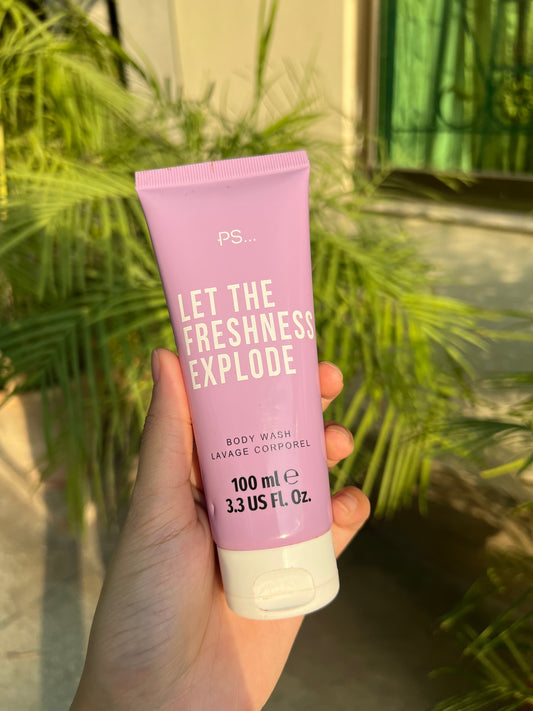 PS...
LET THE
FRESHNESS
EXPLODE
BODY WASH
LAVAGE CORPOREL
100 ml ℮
3.3 US Fl. Oz.